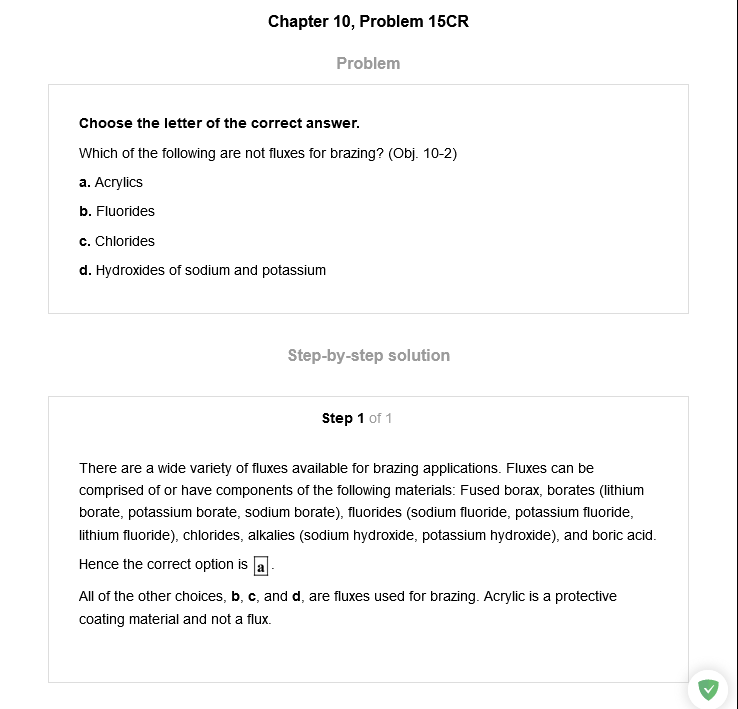 Chapter 10, Problem 15CR
Problem
Choose the letter of the correct answer.
Which of the following are not fluxes for brazing? (Obj. 10-2)
a. Acrylics
b. Fluorides
c. Chlorides
d. Hydroxides of sodium and potassium
Step-by-step solution
Step 1 of 1
There are a wide variety of fluxes available for brazing applications. Fluxes can be
comprised of or have components of the following materials: Fused borax, borates (lithium
borate, potassium borate, sodium borate), fluorides (sodium fluoride, potassium fluoride,
lithium fluoride), chlorides, alkalies (sodium hydroxide, potassium hydroxide), and boric acid.
Hence the correct option is a.
All of the other choices, b, c, and d, are fluxes used for brazing. Acrylic is a protective
coating material and not a flux.